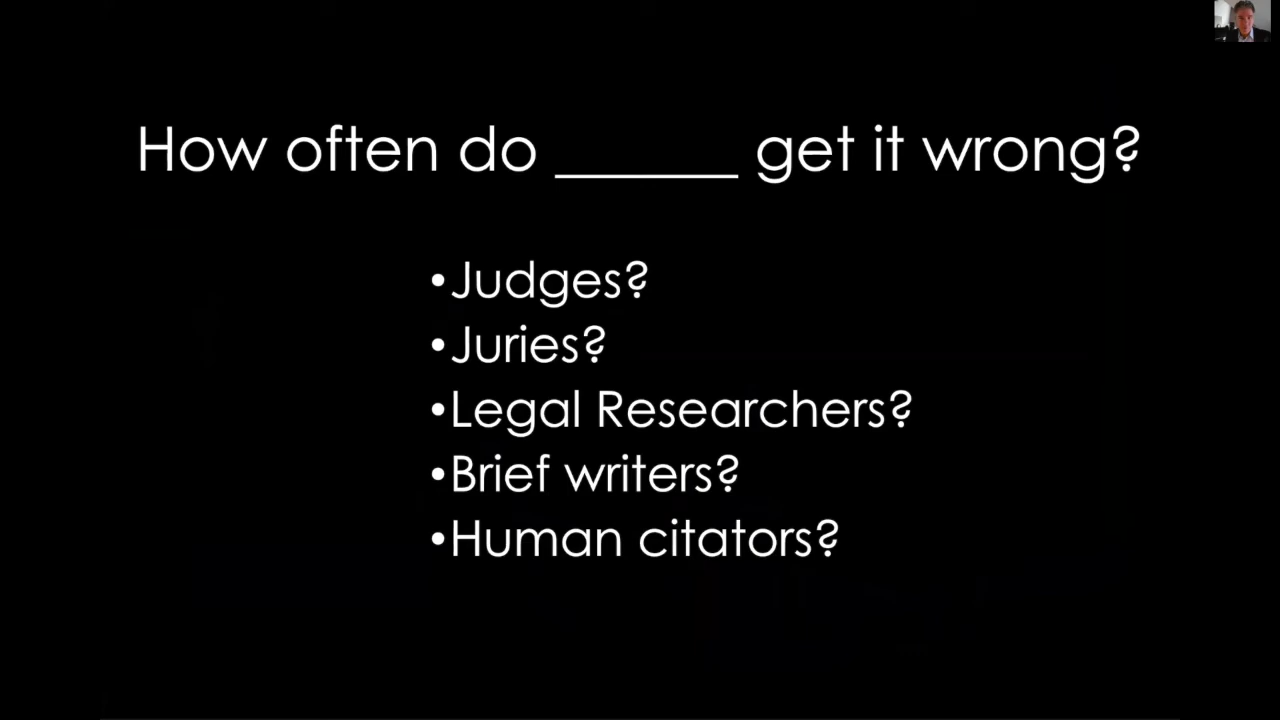 How often do ______ get it wrong?
•Judges?
•Juries?
•Legal Researchers?
•Brief writers?
•Human citators?